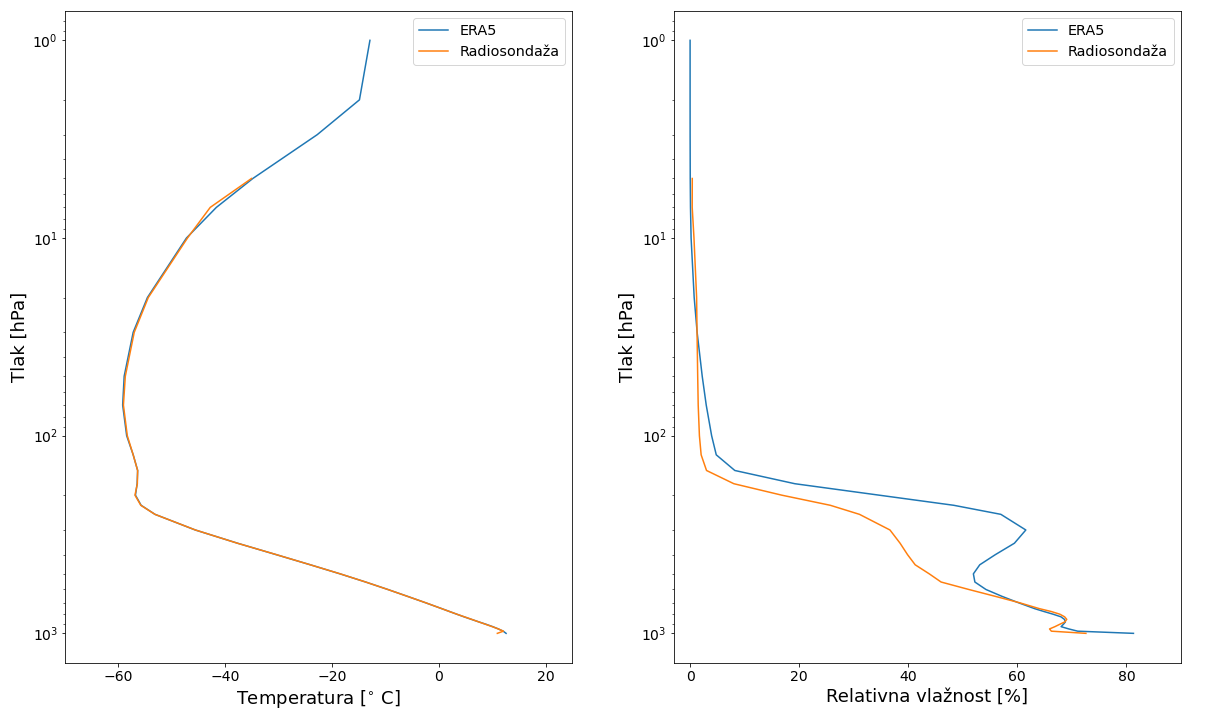 ERA5
Radiosondaža
10⁰
10¹
10²
10³
Tlak [hPa]
−60 −40 −20 0 20
Temperatura [° C]
ERA5
Radiosondaža
10⁰
10¹
10²
10³
Tlak [hPa]
0 20 40 60 80
Relativna vlažnost [%]